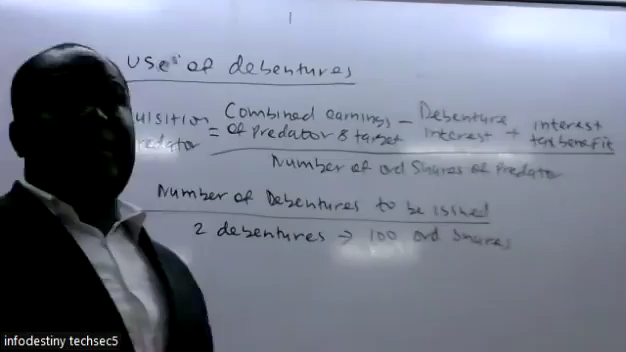 Use of debentures
uisition Combined earnings - Debenture + interest
redator = of Predator & target interest tax benefit
Number of ord shares of Predator
Number of Debentures to be issued
2 debentures → 100 ord shares
infodestiny techsec5